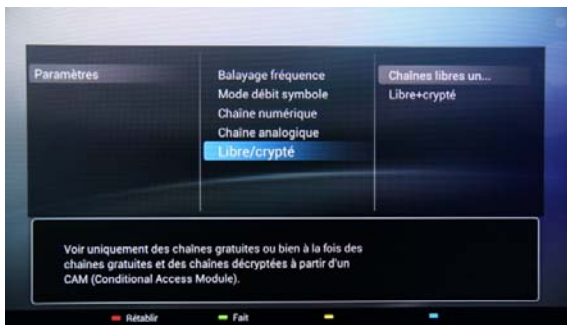 Paramètres
Balayage fréquence
Mode débit symbole
Chaîne numérique
Chaîne analogique
Libre/crypté
Chaînes libres un...
Libre+crypté
Voir uniquement des chaînes gratuites ou bien à la fois des
chaînes gratuites et des chaînes décryptées à partir d'un
CAM (Conditional Access Module).
Rétablir
Fait